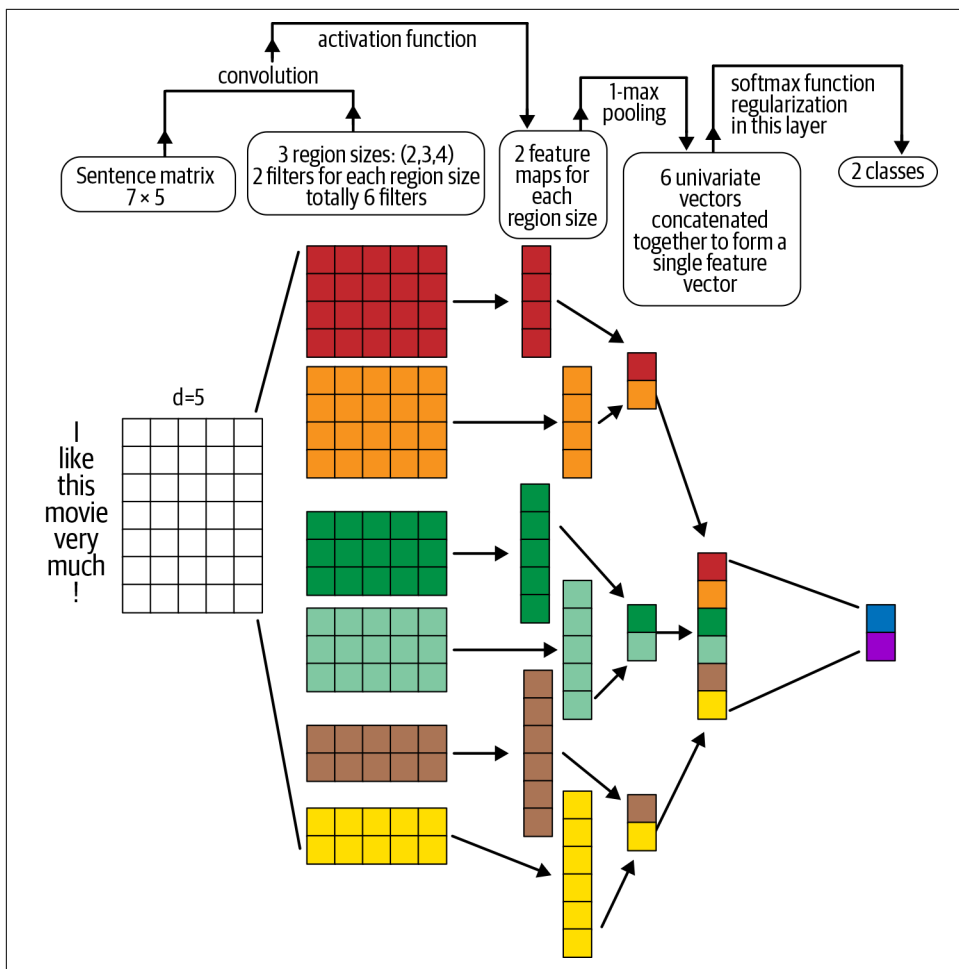 activation function
convolution
1-max
pooling
softmax function
regularization
in this layer
Sentence matrix
7 × 5
3 region sizes: (2,3,4)
2 filters for each region size
totally 6 filters
2 feature
maps for
each
region size
6 univariate
vectors
concatenated
together to form a
single feature
vector
2 classes
d=5
I
like
this
movie
very
much
!